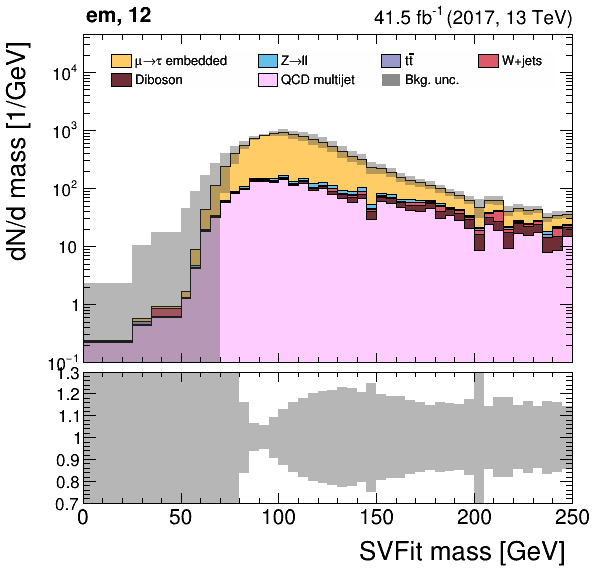 em, 12 41.5 fb⁻¹ (2017, 13 TeV)
dN/d mass [1/GeV]
μ→τ embedded Z→ll tt̄ W+jets
Diboson QCD multijet Bkg. unc.
10⁴
10³
10²
10
1
10⁻¹
1.3
1.2
1.1
1
0.9
0.8
0.7
0 50 100 150 200 250
SVFit mass [GeV]